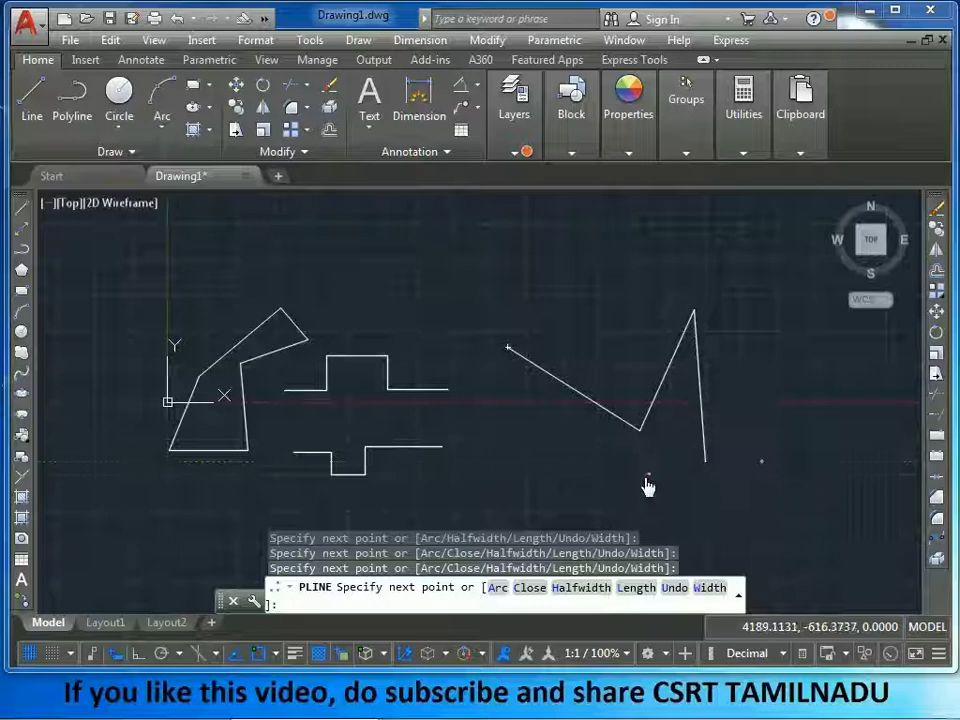 Drawing1.dwg
Type a keyword or phrase
Sign In
File Edit View Insert Format Tools Draw Dimension Modify Parametric Window Help Express
Home Insert Annotate Parametric View Manage Output Add-ins A360 Featured Apps Express Tools
Line Polyline Circle Arc Text Dimension Layers Block Properties Groups Utilities Clipboard
Draw Modify Annotation
Start Drawing1* +
[−][Top][2D Wireframe]
N
W TOP E
S
WCS
Y
X
Specify next point or [Arc/Halfwidth/Length/Undo/Width]:
Specify next point or [Arc/Close/Halfwidth/Length/Undo/Width]:
Specify next point or [Arc/Close/Halfwidth/Length/Undo/Width]:
PLINE Specify next point or [Arc Close Halfwidth Length Undo Width
]:
Model Layout1 Layout2 +
4189.1131, -616.3737, 0.0000 MODEL
1:1 / 100% Decimal
If you like this video, do subscribe and share CSRT TAMILNADU